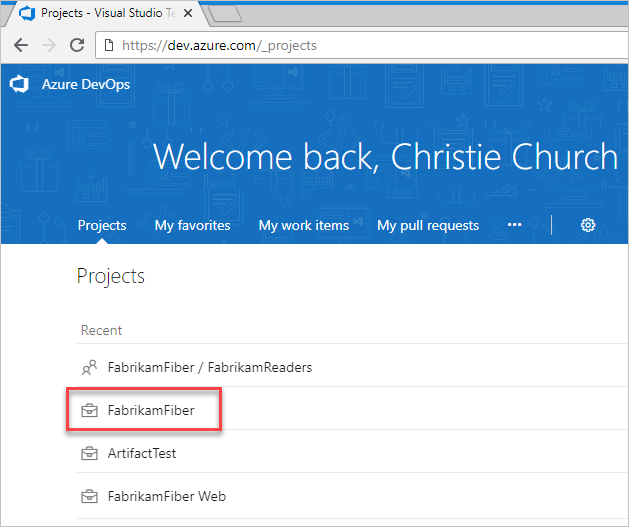 Projects - Visual Studio Te
https://dev.azure.com/_projects
Azure DevOps
Welcome back, Christie Church
Projects My favorites My work items My pull requests ...
Projects
Recent
FabrikamFiber / FabrikamReaders
FabrikamFiber
ArtifactTest
FabrikamFiber Web